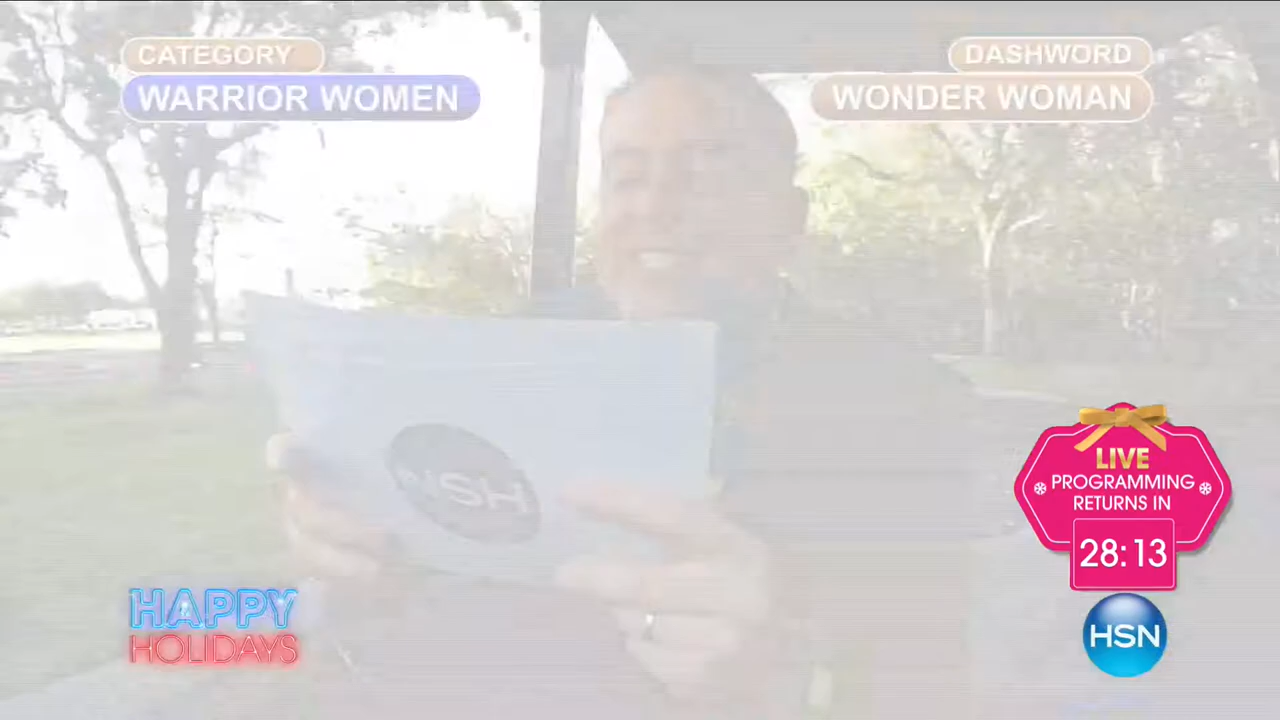 CATEGORY
WARRIOR WOMEN
DASHWORD
WONDER WOMAN
LIVE
PROGRAMMING
RETURNS IN
28:13
HSN
HAPPY
HOLIDAYS